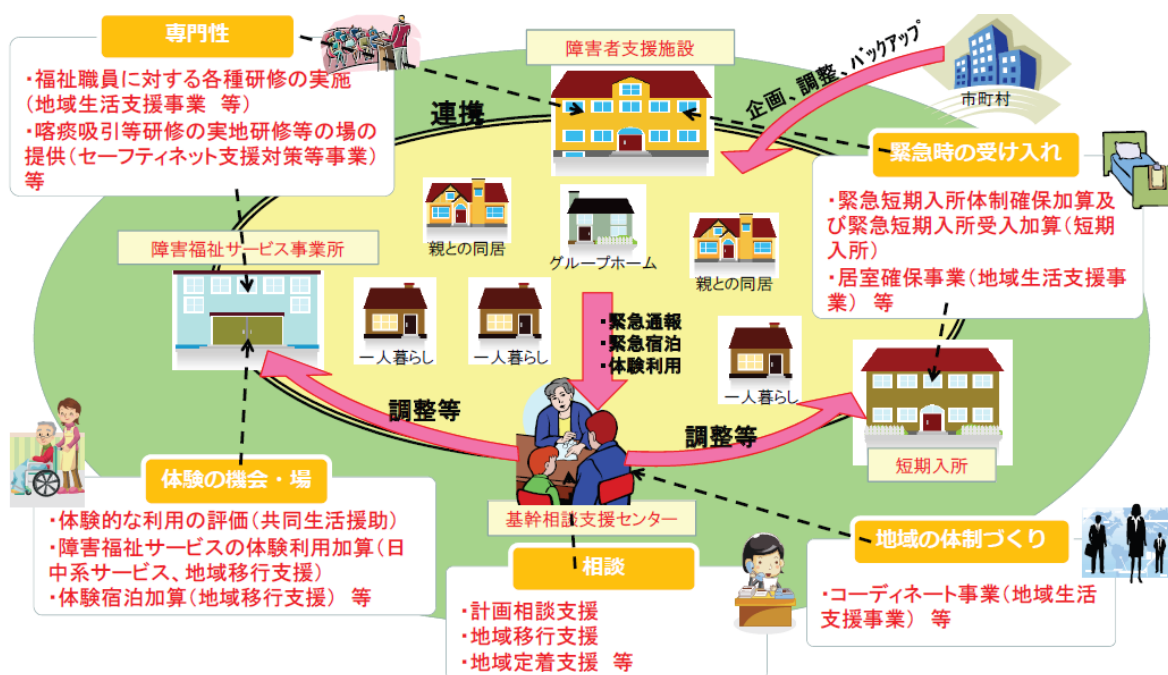 専門性
・福祉職員に対する各種研修の実施
(地域生活支援事業 等)
・喀痰吸引等研修の実地研修等の場の
提供(セーフティネット支援対策等事業)
等
障害者支援施設
企画、調整、バックアップ
市町村
連携
緊急時の受け入れ
・緊急短期入所体制確保加算及
び緊急短期入所受入加算(短期
入所)
・居室確保事業(地域生活支援事
業) 等
障害福祉サービス事業所
親との同居
グループホーム
親との同居
一人暮らし
一人暮らし
・緊急通報
・緊急宿泊
・体験利用
一人暮らし
調整等
調整等
短期入所
基幹相談支援センター
体験の機会・場
・体験的な利用の評価(共同生活援助)
・障害福祉サービスの体験利用加算(日
中系サービス、地域移行支援)
・体験宿泊加算(地域移行支援) 等
相談
・計画相談支援
・地域移行支援
・地域定着支援 等
地域の体制づくり
・コーディネート事業(地域生活
支援事業) 等